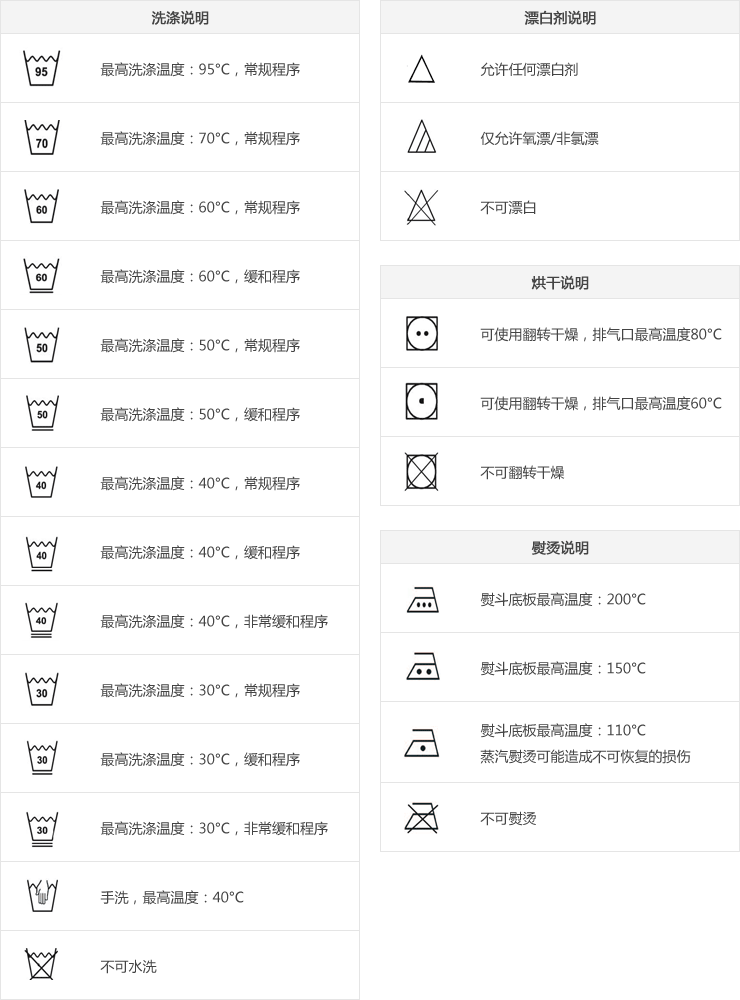 洗涤说明
95
最高洗涤温度：95°C，常规程序
70
最高洗涤温度：70°C，常规程序
60
最高洗涤温度：60°C，常规程序
60
最高洗涤温度：60°C，缓和程序
50
最高洗涤温度：50°C，常规程序
50
最高洗涤温度：50°C，缓和程序
40
最高洗涤温度：40°C，常规程序
40
最高洗涤温度：40°C，缓和程序
40
最高洗涤温度：40°C，非常缓和程序
30
最高洗涤温度：30°C，常规程序
30
最高洗涤温度：30°C，缓和程序
30
最高洗涤温度：30°C，非常缓和程序
手洗，最高温度：40°C
不可水洗
漂白剂说明
允许任何漂白剂
仅允许氧漂/非氯漂
不可漂白
烘干说明
可使用翻转干燥，排气口最高温度80°C
可使用翻转干燥，排气口最高温度60°C
不可翻转干燥
熨烫说明
熨斗底板最高温度：200°C
熨斗底板最高温度：150°C
熨斗底板最高温度：110°C
蒸汽熨烫可能造成不可恢复的损伤
不可熨烫